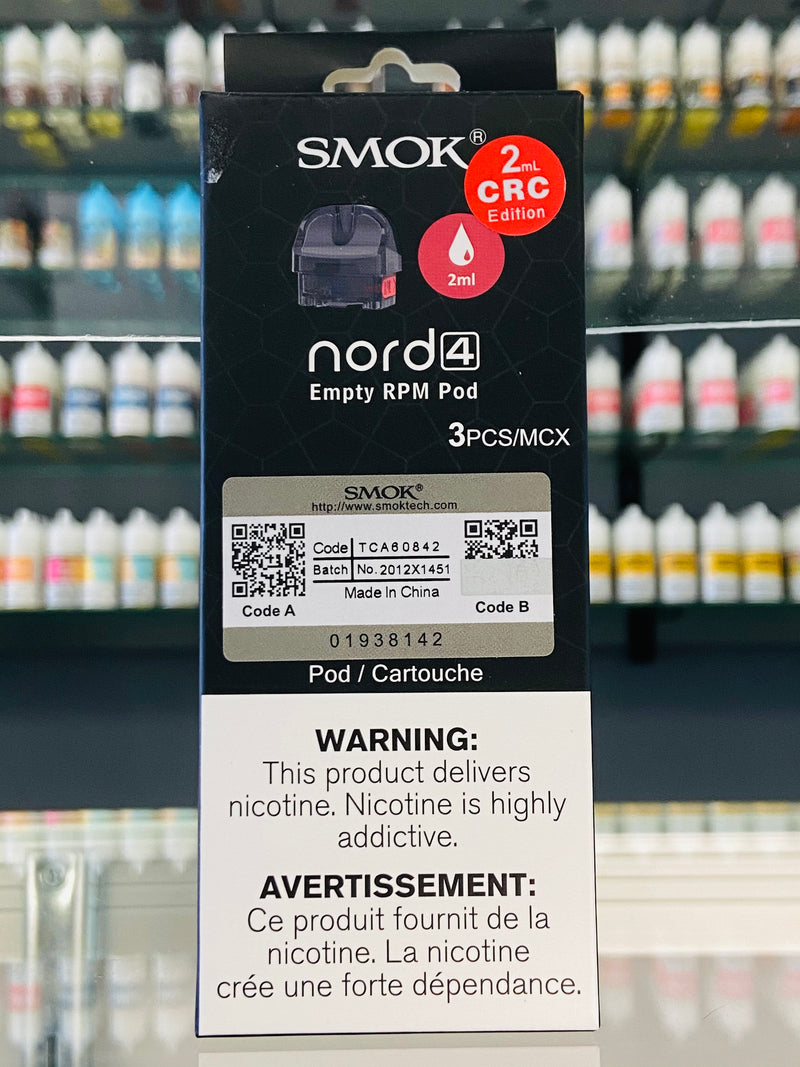 SMOK®
2mL
CRC
Edition
2ml
nord 4
Empty RPM Pod
3PCS/MCX
SMOK®
http://www.smoktech.com
Code TCA60842
Batch No. 2012X1451
Made In China
Code A
Code B
01938142
Pod / Cartouche
WARNING:
This product delivers
nicotine. Nicotine is highly
addictive.
AVERTISSEMENT:
Ce produit fournit de la
nicotine. La nicotine
crée une forte dépendance.